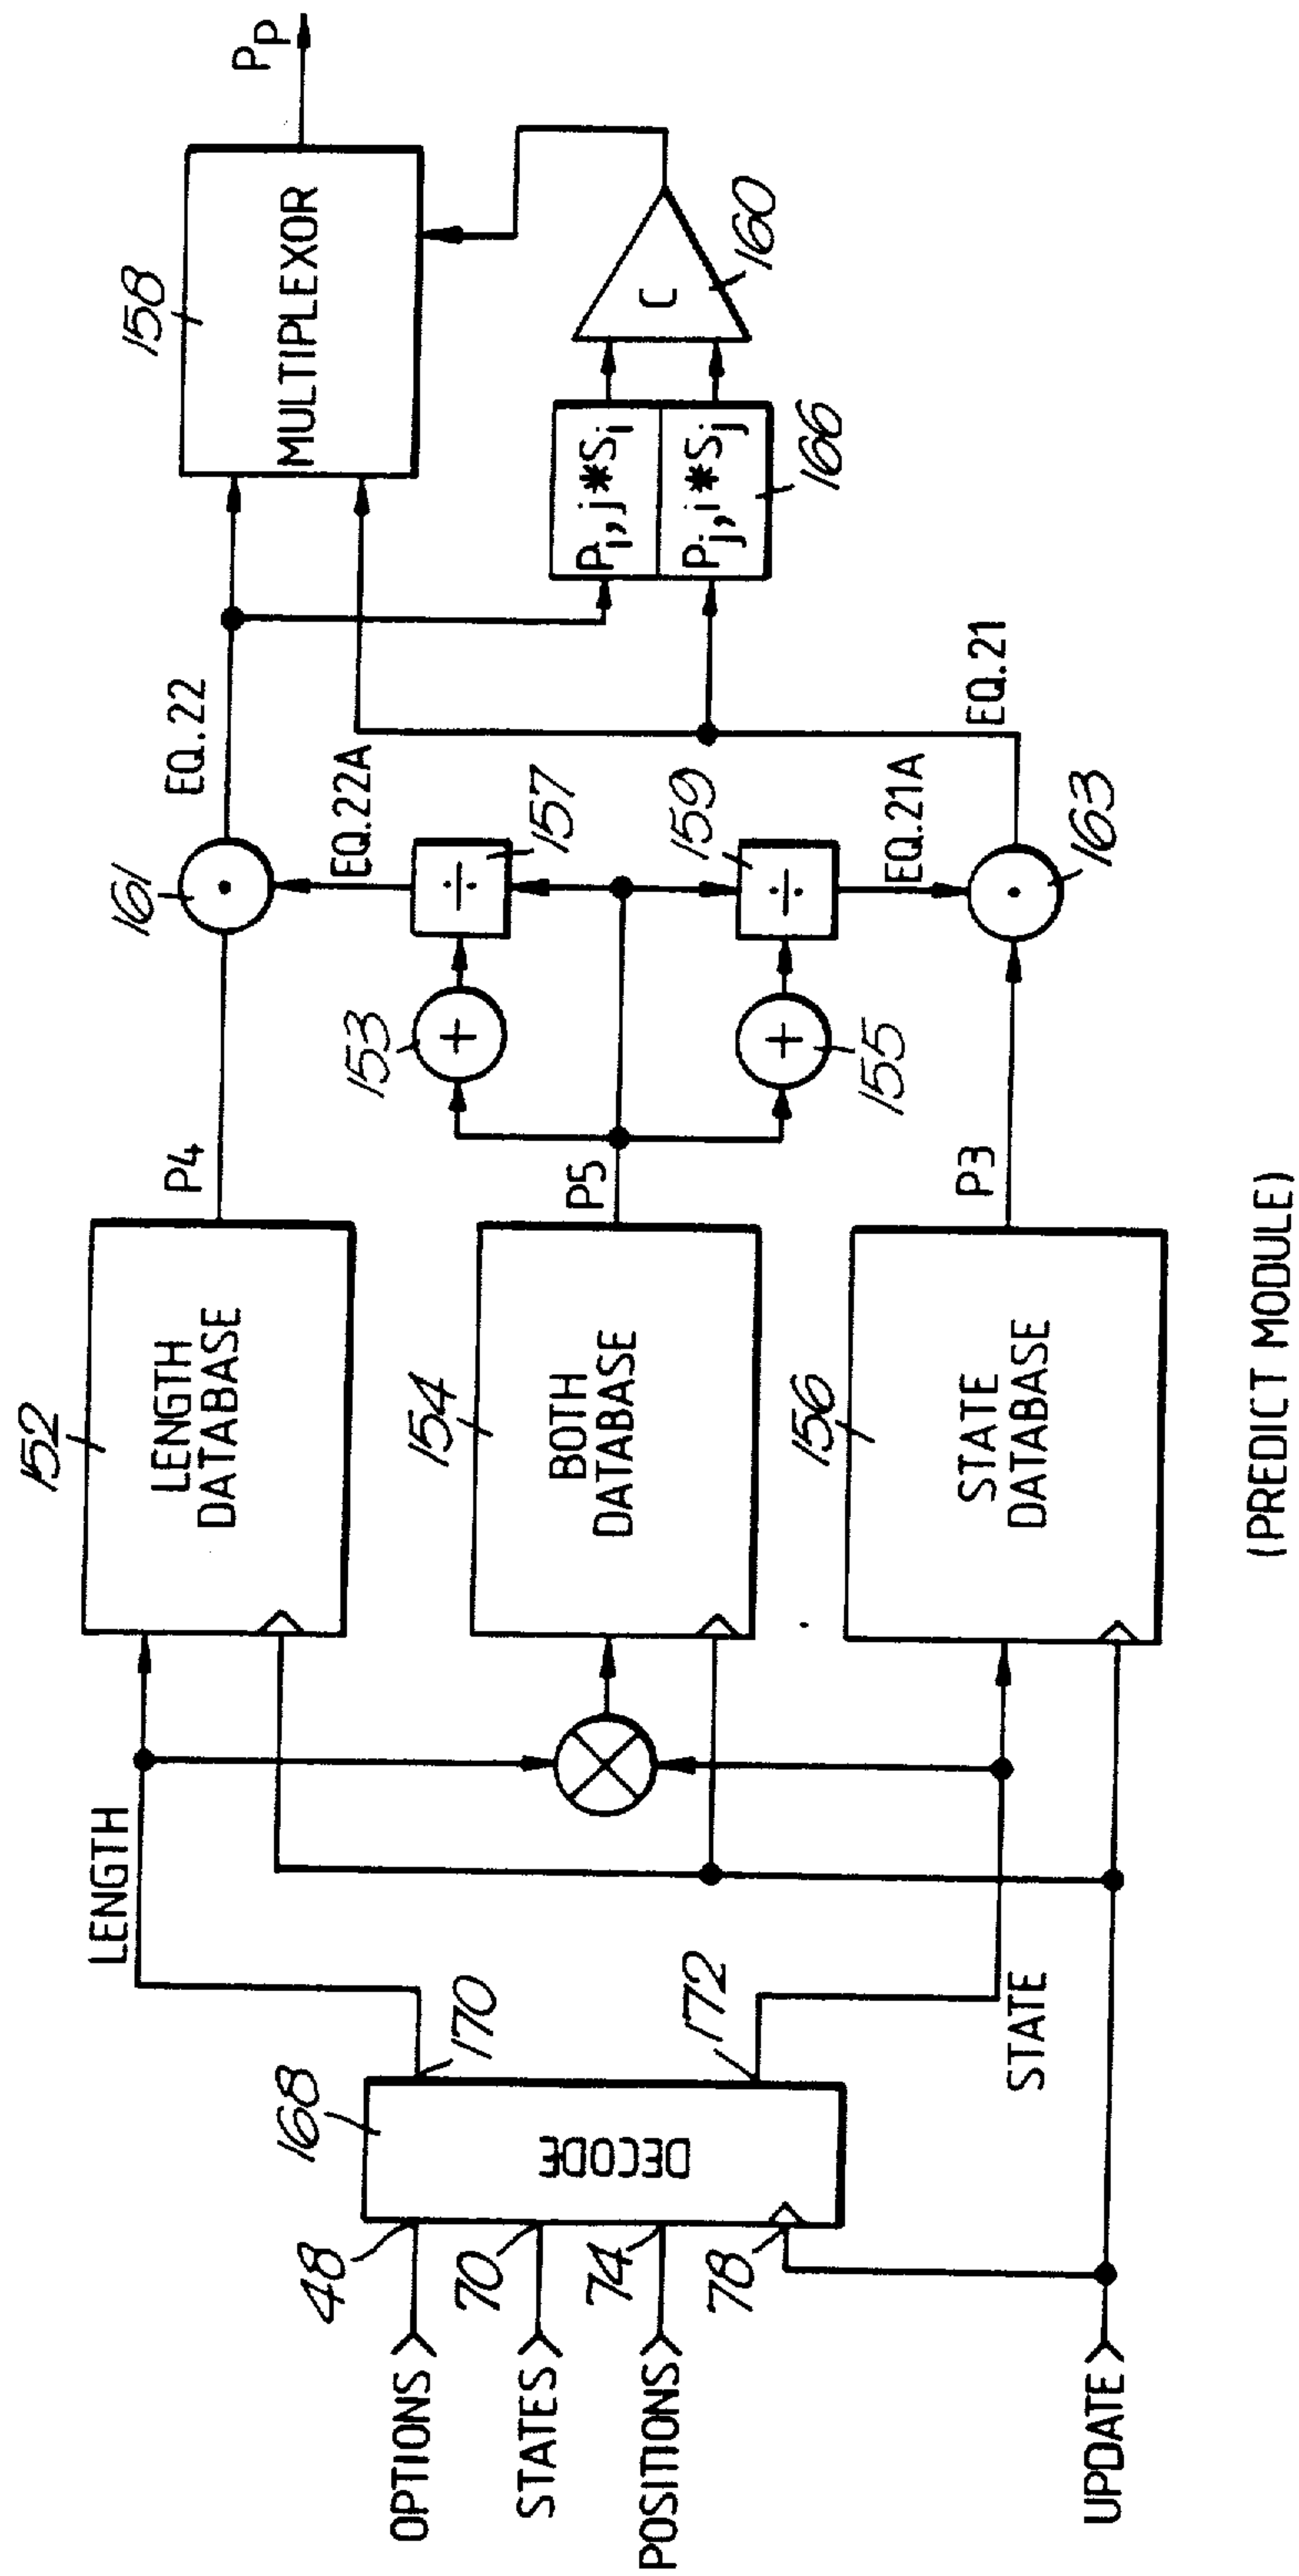 OPTIONS
STATES
POSITIONS
UPDATE
48
70
74
78
168
DECODE
170
172
LENGTH
STATE
152
LENGTH
DATABASE
154
BOTH
DATABASE
156
STATE
DATABASE
P4
P5
P3
153
+
155
+
157
÷
159
÷
161
163
EQ.22A
EQ.21A
EQ.22
EQ.21
Pi,j*Si
Pj,i*Sj
166
C
160
158
MULTIPLEXOR
PP
(PREDICT MODULE)